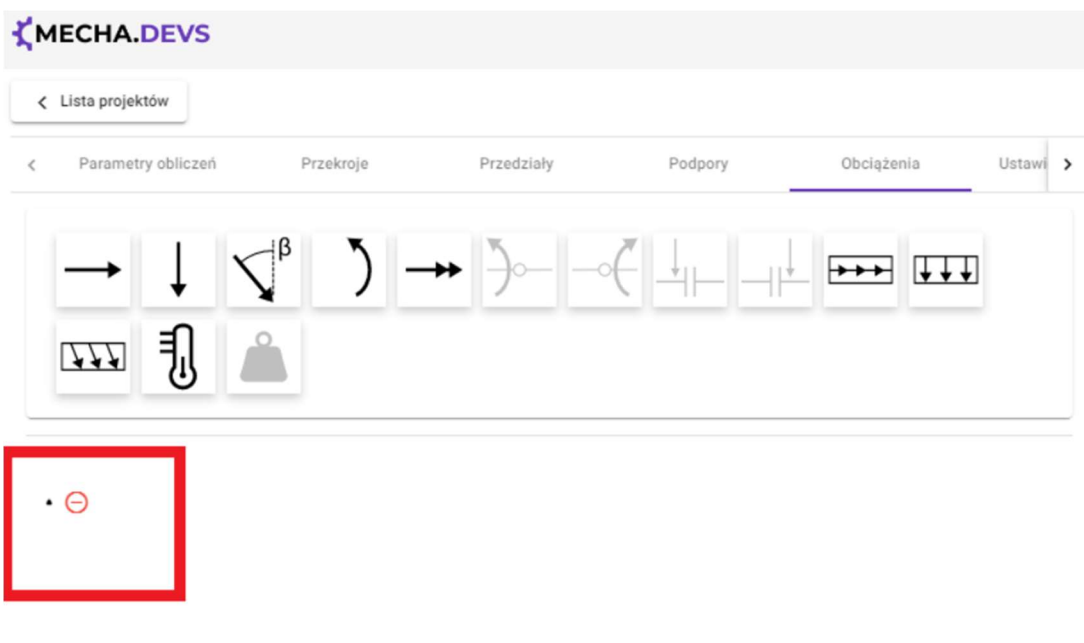 MECHA.DEVS
Lista projektów
Parametry obliczeń Przekroje Przedziały Podpory Obciążenia Ustawi
β